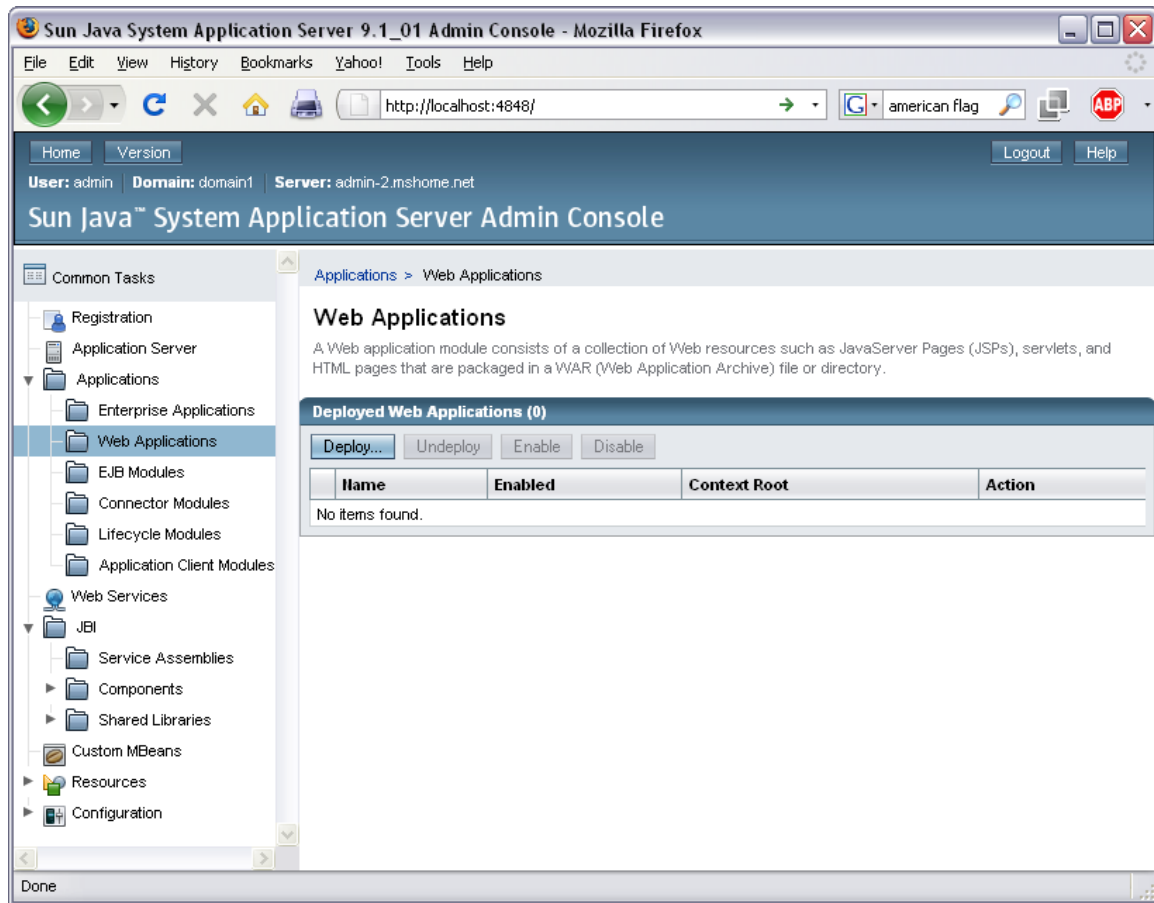 Sun Java System Application Server 9.1_01 Admin Console - Mozilla Firefox
File Edit View History Bookmarks Yahoo! Tools Help
http://localhost:4848/ G american flag ABP
Home Version Logout Help
User: admin Domain: domain1 Server: admin-2.mshome.net
Sun Java™ System Application Server Admin Console
Common Tasks
Registration
Application Server
Applications
Enterprise Applications
Web Applications
EJB Modules
Connector Modules
Lifecycle Modules
Application Client Modules
Web Services
JBI
Service Assemblies
Components
Shared Libraries
Custom MBeans
Resources
Configuration
Applications > Web Applications
Web Applications
A Web application module consists of a collection of Web resources such as JavaServer Pages (JSPs), servlets, and
HTML pages that are packaged in a WAR (Web Application Archive) file or directory.
Deployed Web Applications (0)
Deploy... Undeploy Enable Disable
Name Enabled Context Root Action
No items found.
Done